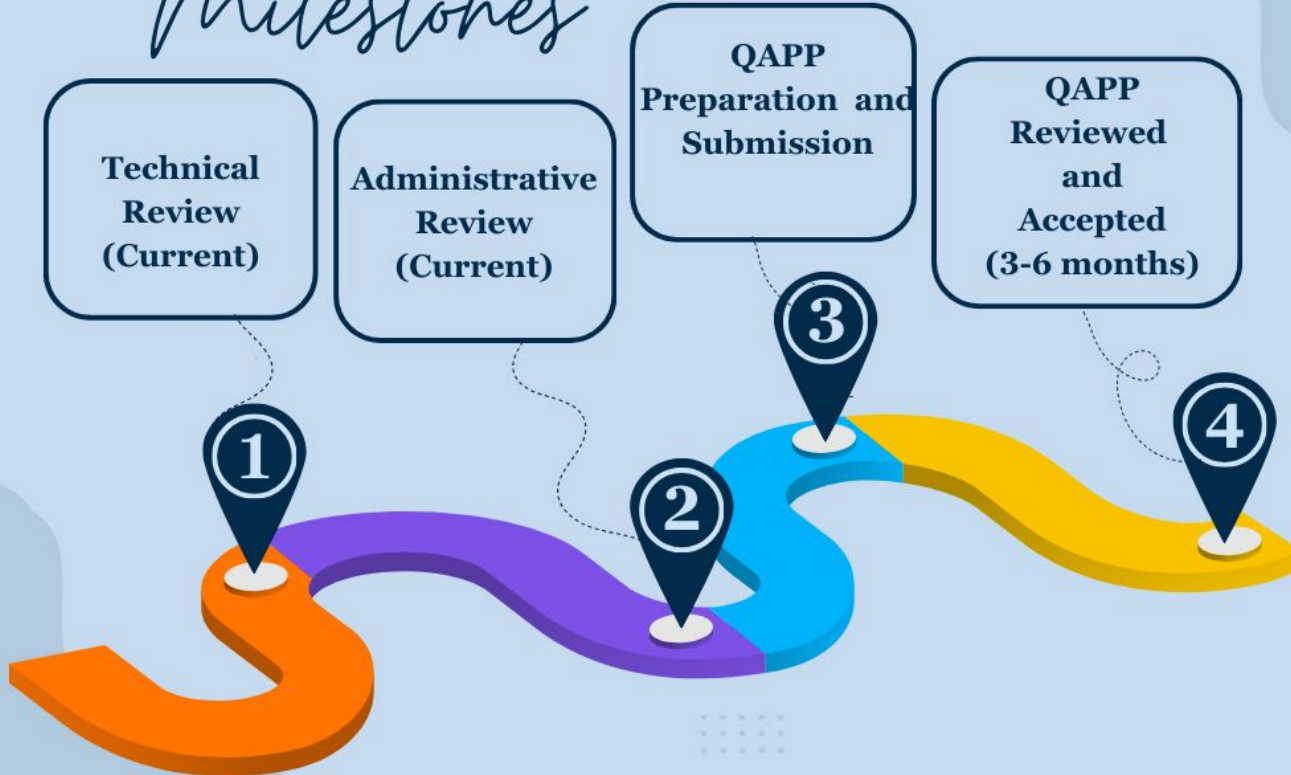 Milestones
Technical
Review
(Current)
Administrative
Review
(Current)
QAPP
Preparation and
Submission
QAPP
Reviewed
and
Accepted
(3-6 months)
1
2
3
4